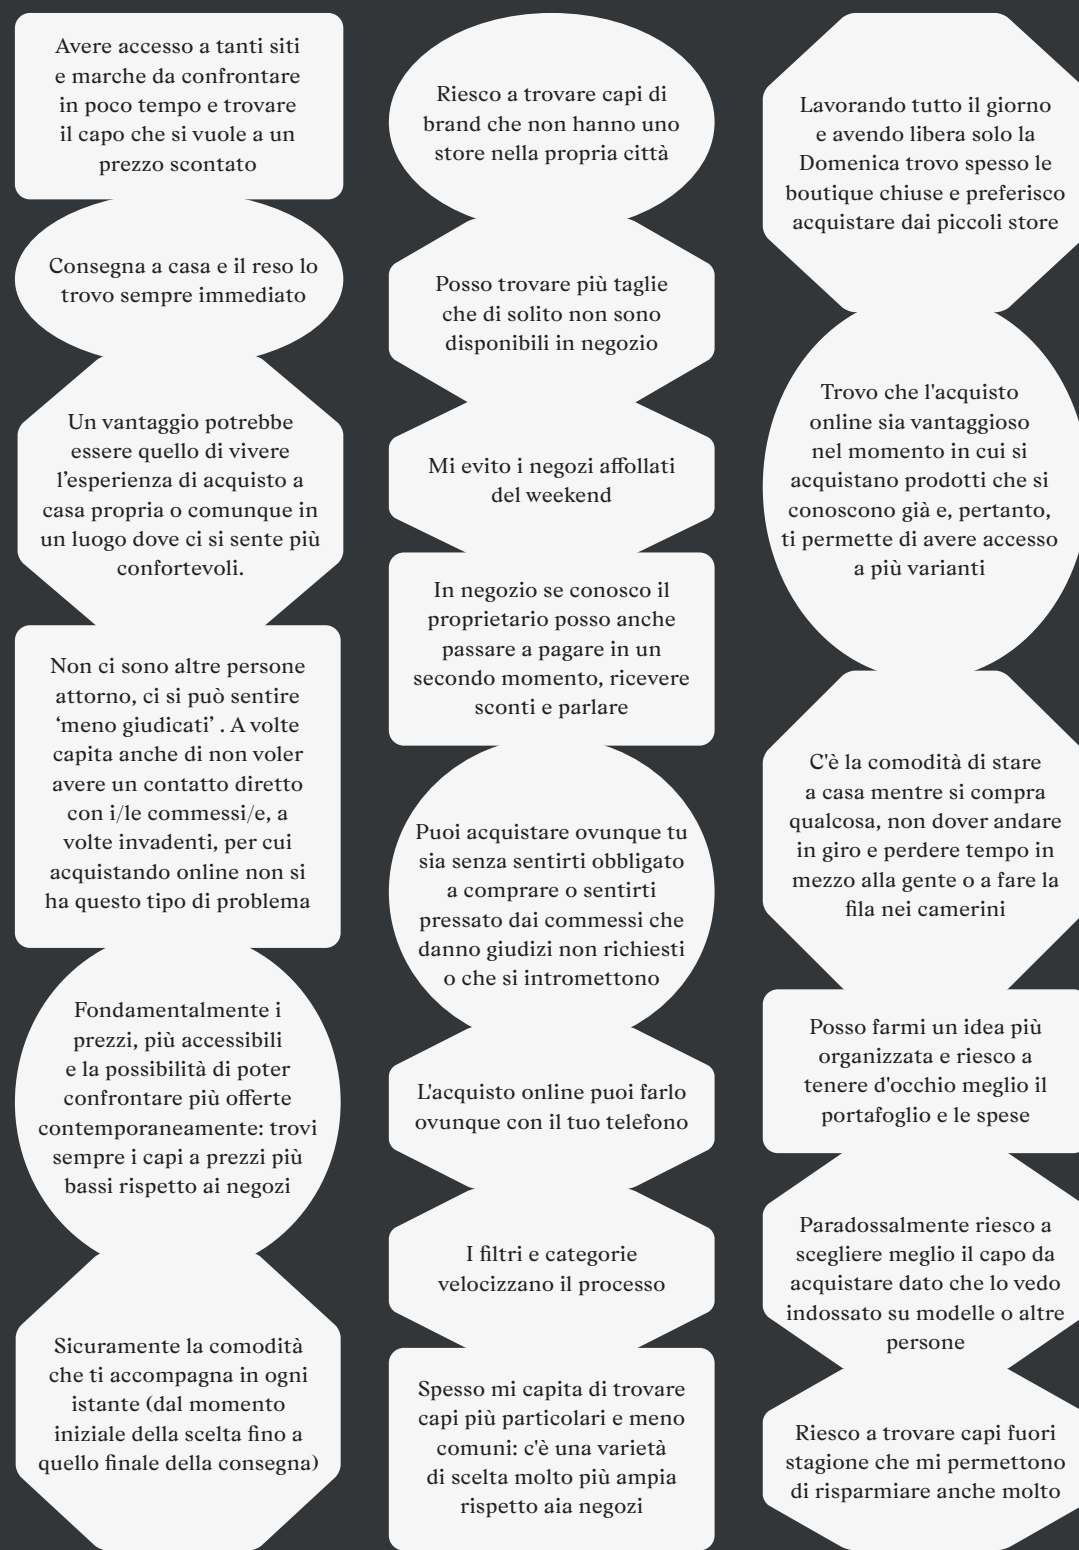 Avere accesso a tanti siti
e marche da confrontare
in poco tempo e trovare
il capo che si vuole a un
prezzo scontato
Consegna a casa e il reso lo
trovo sempre immediato
Un vantaggio potrebbe
essere quello di vivere
l’esperienza di acquisto a
casa propria o comunque in
un luogo dove ci si sente più
confortevoli.
Non ci sono altre persone
attorno, ci si può sentire
‘meno giudicati’ . A volte
capita anche di non voler
avere un contatto diretto
con i/le commessi/e, a
volte invadenti, per cui
acquistando online non si
ha questo tipo di problema
Fondamentalmente i
prezzi, più accessibili
e la possibilità di poter
confrontare più offerte
contemporaneamente: trovi
sempre i capi a prezzi più
bassi rispetto ai negozi
Sicuramente la comodità
che ti accompagna in ogni
istante (dal momento
iniziale della scelta fino a
quello finale della consegna)
Riesco a trovare capi di
brand che non hanno uno
store nella propria città
Posso trovare più taglie
che di solito non sono
disponibili in negozio
Mi evito i negozi affollati
del weekend
In negozio se conosco il
proprietario posso anche
passare a pagare in un
secondo momento, ricevere
sconti e parlare
Puoi acquistare ovunque tu
sia senza sentirti obbligato
a comprare o sentirti
pressato dai commessi che
danno giudizi non richiesti
o che si intromettono
L'acquisto online puoi farlo
ovunque con il tuo telefono
I filtri e categorie
velocizzano il processo
Spesso mi capita di trovare
capi più particolari e meno
comuni: c'è una varietà
di scelta molto più ampia
rispetto aia negozi
Lavorando tutto il giorno
e avendo libera solo la
Domenica trovo spesso le
boutique chiuse e preferisco
acquistare dai piccoli store
Trovo che l'acquisto
online sia vantaggioso
nel momento in cui si
acquistano prodotti che si
conoscono già e, pertanto,
ti permette di avere accesso
a più varianti
C'è la comodità di stare
a casa mentre si compra
qualcosa, non dover andare
in giro e perdere tempo in
mezzo alla gente o a fare la
fila nei camerini
Posso farmi un idea più
organizzata e riesco a
tenere d'occhio meglio il
portafoglio e le spese
Paradossalmente riesco a
scegliere meglio il capo da
acquistare dato che lo vedo
indossato su modelle o altre
persone
Riesco a trovare capi fuori
stagione che mi permettono
di risparmiare anche molto